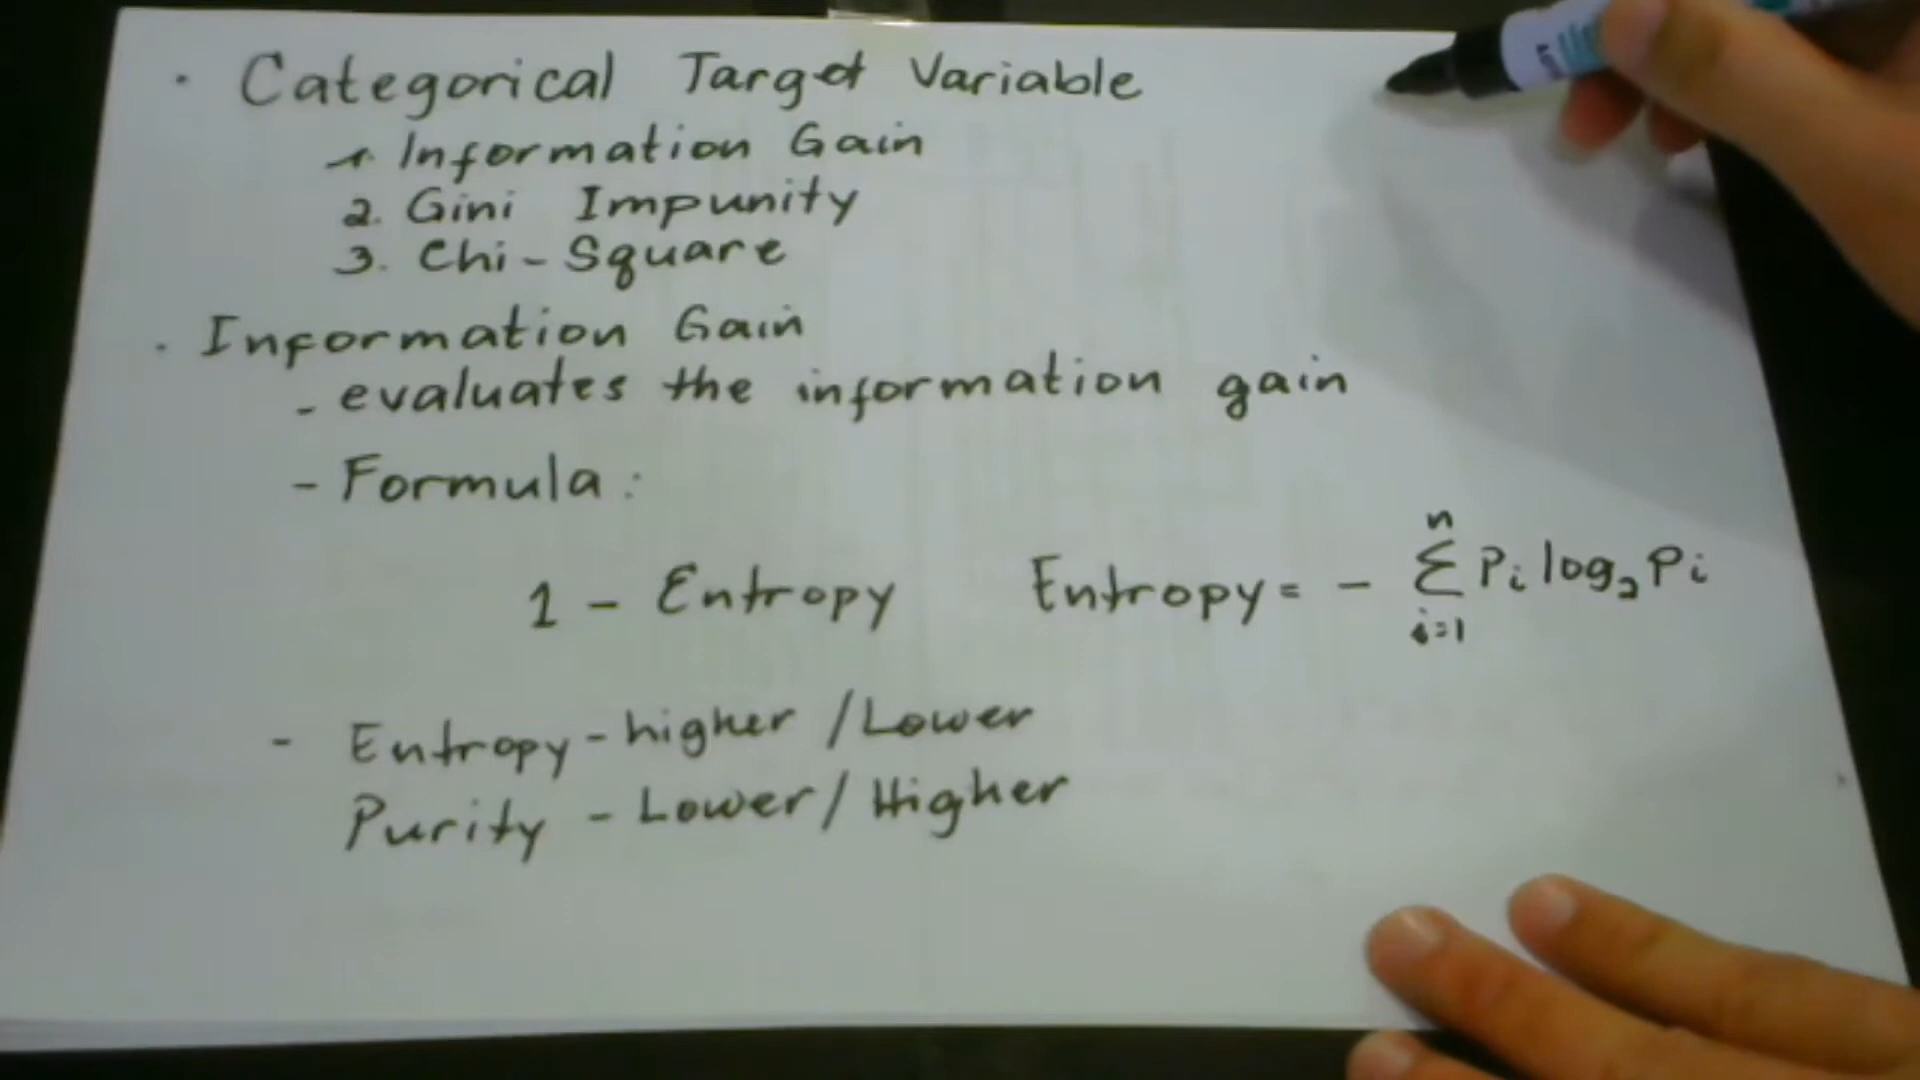 · Categorical Target Variable
1. Information Gain
2. Gini Impunity
3. Chi-Square
· Information Gain
- evaluates the information gain
- Formula:
1 - Entropy Entropy = - n Σ i=1 Pi log₂ Pi
- Entropy - higher / Lower
Purity - Lower / Higher